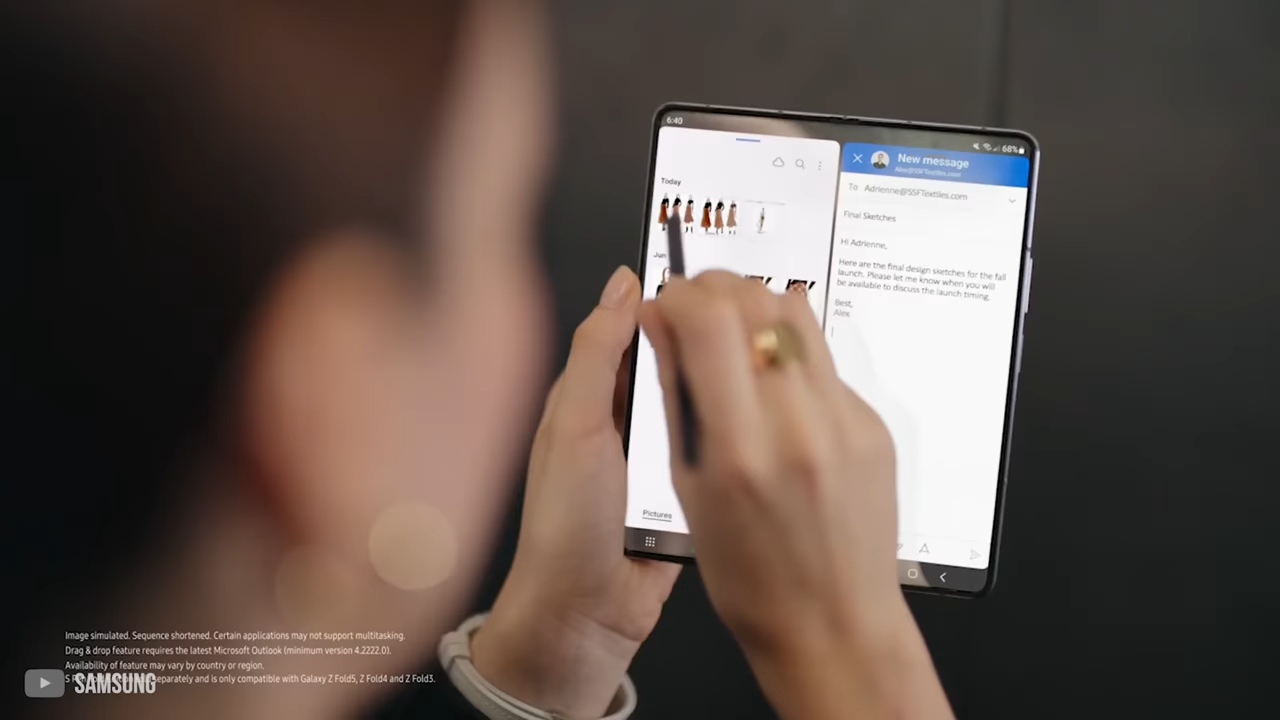 6:40
68%
Today
Jun
Pictures
New message
Alex@SSFTextiles.com
To Adrienne@SSFTextiles.com
Final Sketches
Hi Adrienne,
Here are the final design sketches for the fall
launch. Please let me know when you will
be available to discuss the launch timing.
Best,
Alex
Image simulated. Sequence shortened. Certain applications may not support multitasking.
Drag & drop feature requires the latest Microsoft Outlook (minimum version 4.2222.0).
Availability of feature may vary by country or region.
S Pen separately and is only compatible with Galaxy Z Fold5, Z Fold4 and Z Fold3.
SAMSUNG